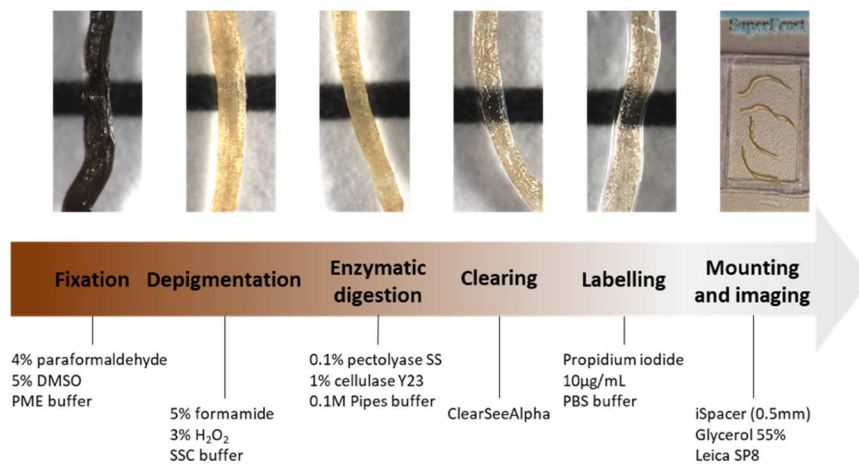 SuperFrost
Fixation
Depigmentation
Enzymatic
digestion
Clearing
Labelling
Mounting
and imaging
4% paraformaldehyde
5% DMSO
PME buffer
5% formamide
3% H₂O₂
SSC buffer
0.1% pectolyase SS
1% cellulase Y23
0.1M Pipes buffer
ClearSeeAlpha
Propidium iodide
10µg/mL
PBS buffer
iSpacer (0.5mm)
Glycerol 55%
Leica SP8